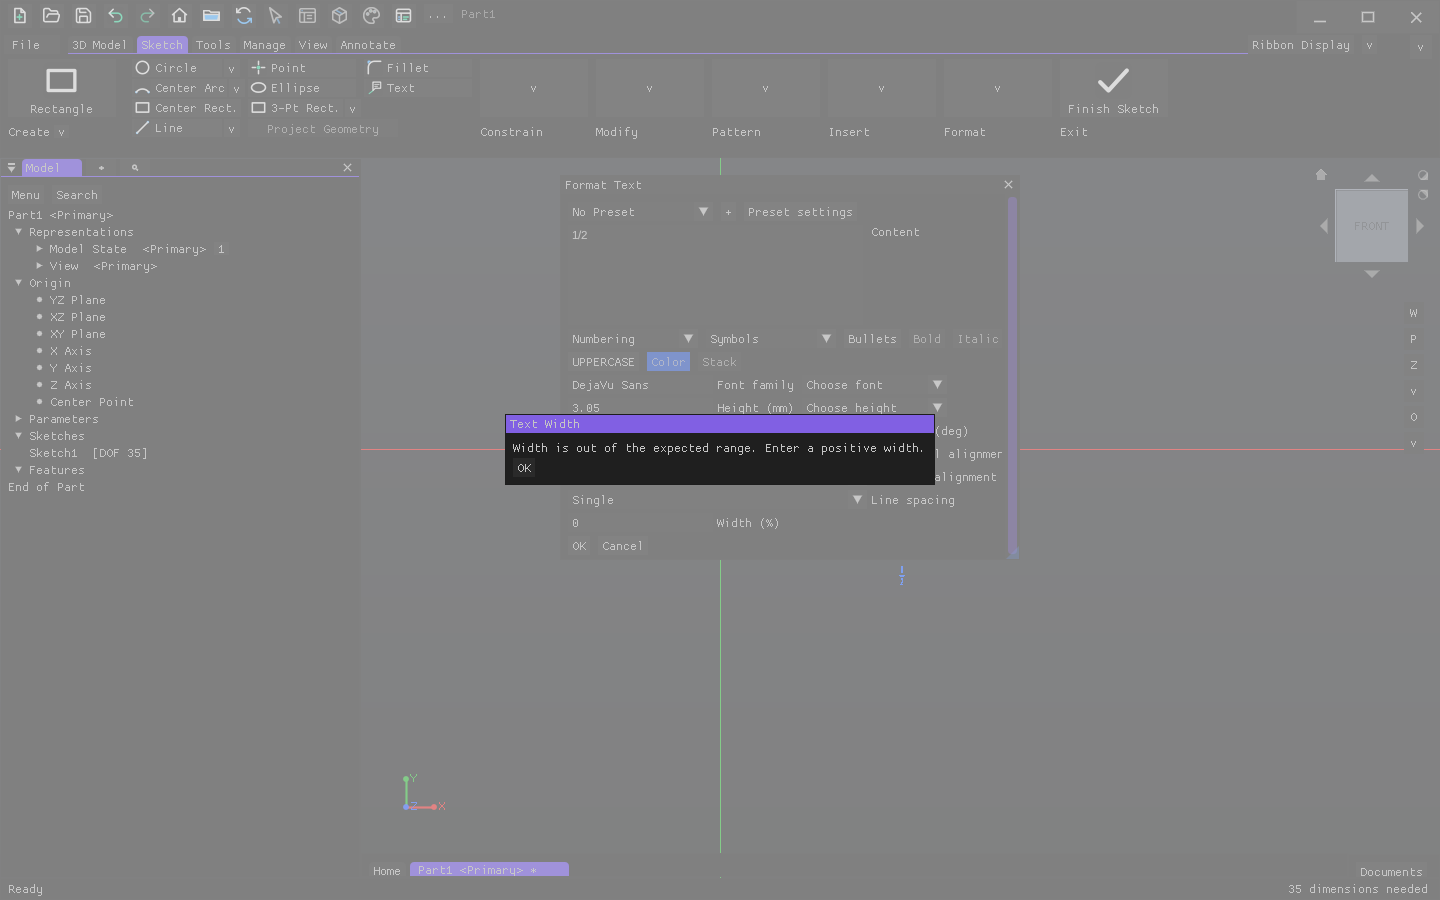 ... Part1
File 3D Model Sketch Tools Manage View Annotate Ribbon Display v v
Circle v Point Fillet
Center Arc v Ellipse Text v v v v v
Rectangle Center Rect. 3-Pt Rect. v Finish Sketch
Line v Project Geometry
Create v Constrain Modify Pattern Insert Format Exit
Model
Menu Search
Part1 <Primary>
Representations
Model State <Primary> 1
View <Primary>
Origin
YZ Plane
XZ Plane
XY Plane
X Axis
Y Axis
Z Axis
Center Point
Parameters
Sketches
Sketch1 [DOF 35]
Features
End of Part
Format Text
No Preset + Preset settings
1/2
Content
Numbering Symbols Bullets Bold Italic
UPPERCASE Color Stack
DejaVu Sans Font family Choose font
3.05 Height (mm) Choose height
(deg)
l alignmer
alignment
Text Width
Width is out of the expected range. Enter a positive width.
OK
Single Line spacing
0 Width (%)
OK Cancel
FRONT
W
P
Z
v
O
v
Y
Z X
Home Part1 <Primary> * Documents
Ready 35 dimensions needed